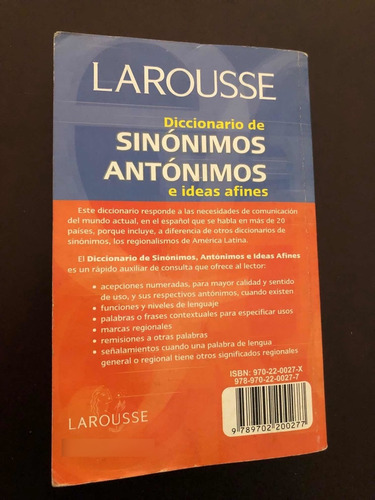 LAROUSSE
Diccionario de
SINÓNIMOS
ANTÓNIMOS
e ideas afines
Este diccionario responde a las necesidades de comunicación
del mundo actual, en el español que se habla en más de 20
países, porque incluye, a diferencia de otros diccionarios de
sinónimos, los regionalismos de América Latina.
El Diccionario de Sinónimos, Antónimos e Ideas Afines
es un rápido auxiliar de consulta que ofrece al lector:
• acepciones numeradas, para mayor calidad y sentido
de uso, y sus respectivos antónimos, cuando existen
• funciones y niveles de lenguaje
• palabras o frases contextuales para especificar usos
• marcas regionales
• remisiones a otras palabras
• señalamientos cuando una palabra de lengua
general o regional tiene otros significados regionales
ISBN: 970-22-0027-X
978-970-22-0027-7
9 789702 200277
LAROUSSE